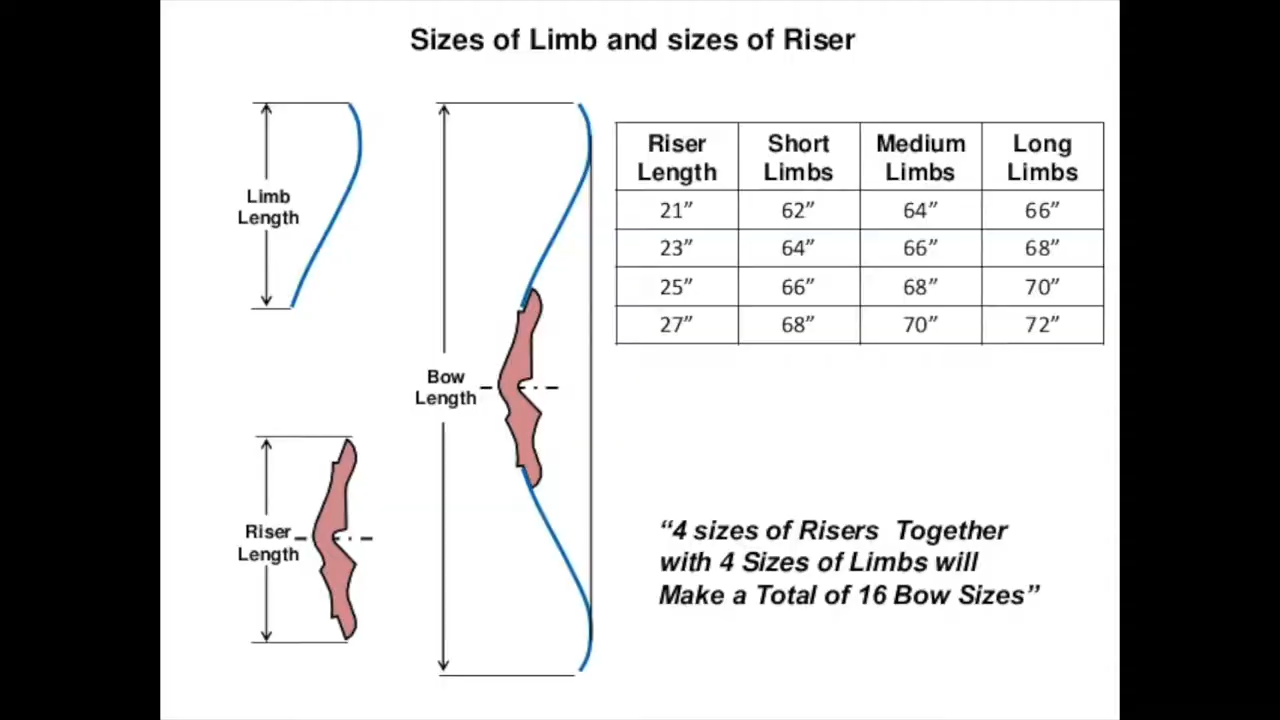 Sizes of Limb and sizes of Riser
Limb
Length
Bow
Length
Riser
Length
Riser Length Short Limbs Medium Limbs Long Limbs
21” 62” 64” 66”
23” 64” 66” 68”
25” 66” 68” 70”
27” 68” 70” 72”
“4 sizes of Risers Together
with 4 Sizes of Limbs will
Make a Total of 16 Bow Sizes”